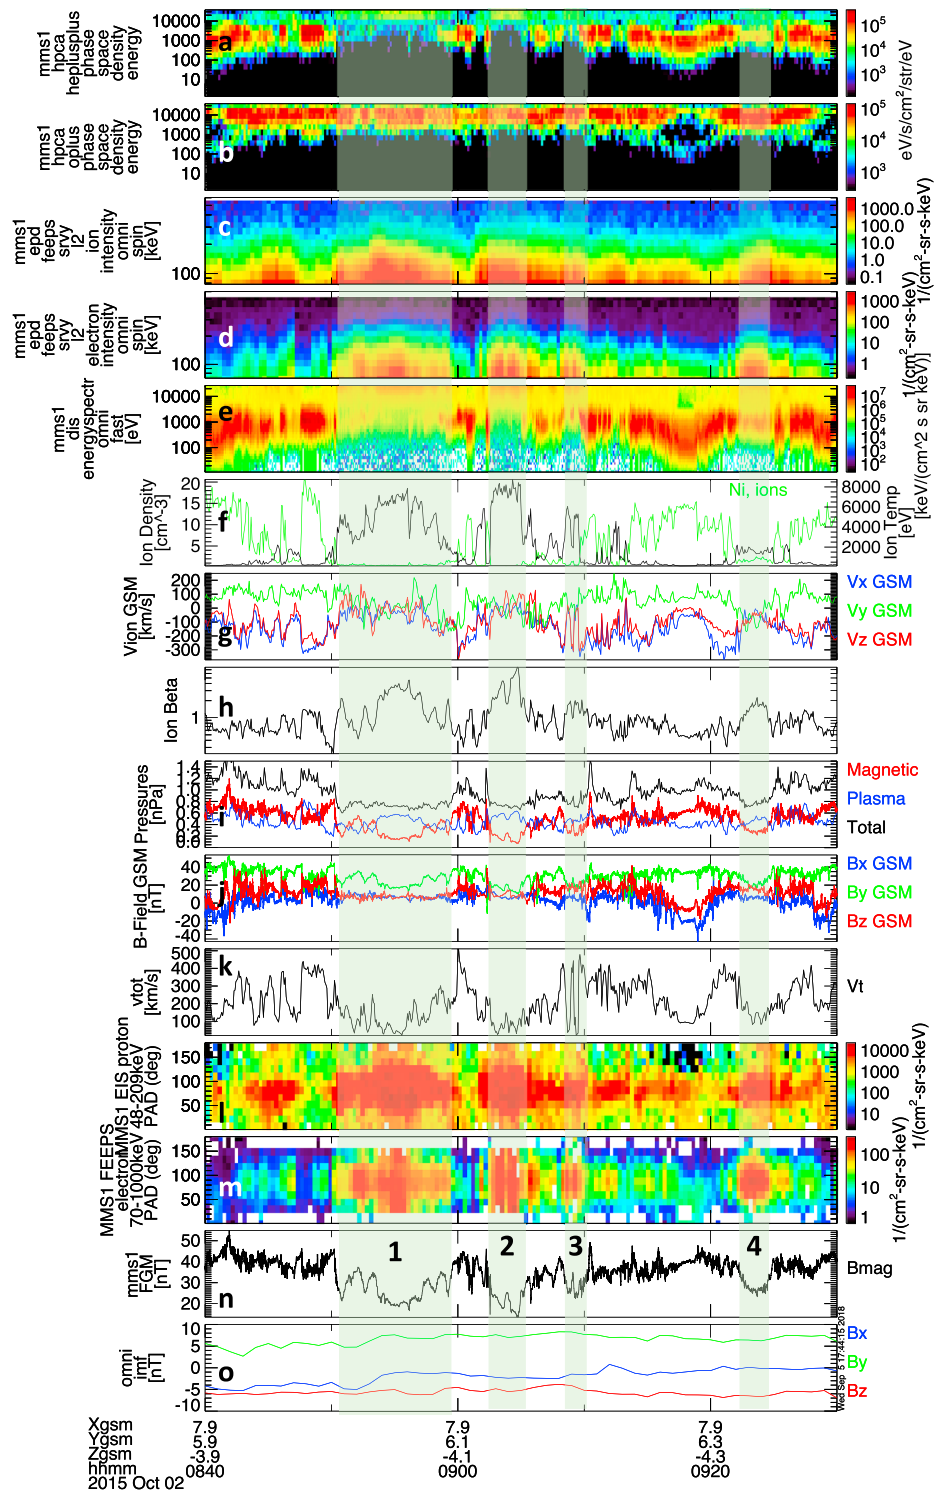 mms1
hpca
heplusplus
phase
space
density
energy
10000
1000
100
10
a
10^5
10^4
10^3
mms1
hpca
oplus
phase
space
density
energy
10000
1000
100
b
10^5
10^4
10^3
eV/s/cm^2/str/eV
mms1
epd
feeps
srvy
l2
ion
intensity
omni
spin
[keV]
100
c
1000.0
100.0
10.0
1.0
0.1
1/(cm^2-sr-s-keV)
mms1
epd
feeps
srvy
l2
electron
intensity
omni
spin
[keV]
100
d
1000
100
10
1
1/(cm^2-sr-s-keV)
mms1
dis
energyspectr
omni
fast
[eV]
10000
1000
100
e
10^7
10^6
10^5
10^4
10^3
10^2
[keV/(cm^2 s sr keV)]
Ion Density
[cm^-3]
20
15
10
5
f
Ni, ions
8000
6000
4000
2000
Ion Temp
[eV]
Vion GSM
[km/s]
200
100
0
-100
-200
-300
g
Vx GSM
Vy GSM
Vz GSM
Ion Beta
1
h
Pressures
[nPa]
1.4
1.2
1.0
0.8
0.6
0.4
0.2
0.0
i
Magnetic
Plasma
Total
B-Field GSM
[nT]
40
20
0
-20
-40
j
Bx GSM
By GSM
Bz GSM
vtot
[km/s]
500
400
300
200
100
k
Vt
MMS1 EIS proton
48-209keV
PAD (deg)
150
100
50
l
10000
1000
100
10
1/(cm^2-sr-s-keV)
MMS1 FEEPS
electron
70-1000keV
PAD (deg)
150
100
50
m
100
10
1
1/(cm^2-sr-s-keV)
mms1
FGM
[nT]
50
40
30
20
n
1
2
3
4
Bmag
omni
imf
[nT]
10
5
0
-5
-10
o
Bx
By
Bz
Wed Sep 5 17:44:15 2018
Xgsm 7.9 7.9 7.9
Ygsm 5.9 6.1 6.3
Zgsm -3.9 -4.1 -4.3
hhmm 0840 0900 0920
2015 Oct 02